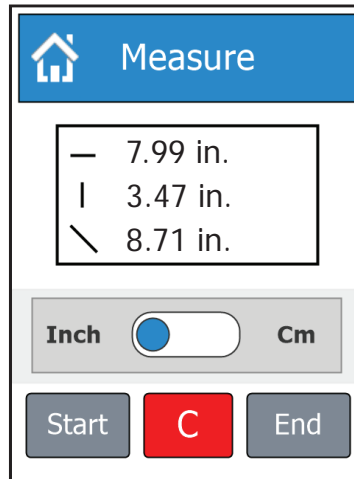 Measure
— 7.99 in.
| 3.47 in.
\ 8.71 in.
Inch Cm
Start C End